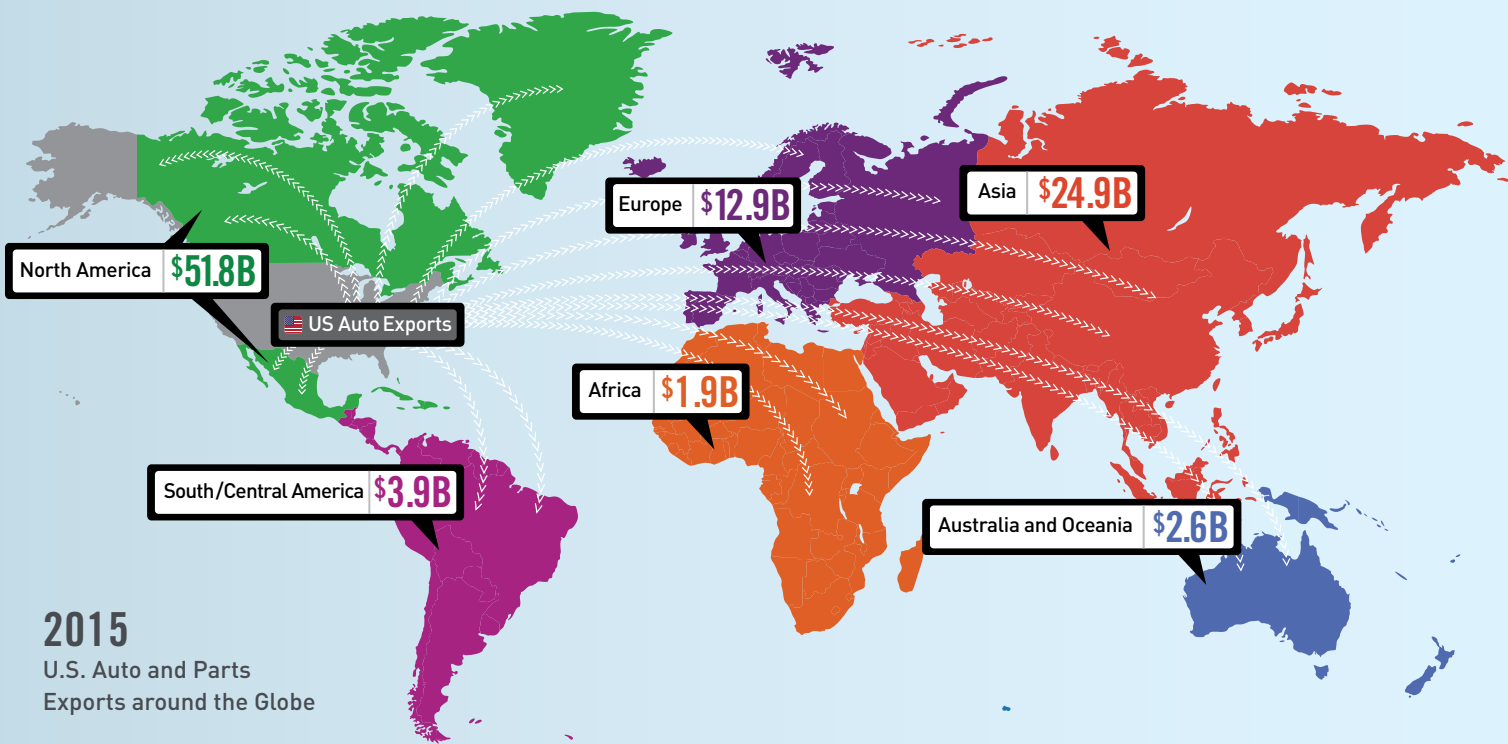 Europe $12.9B
Asia $24.9B
North America $51.8B
US Auto Exports
Africa $1.9B
South/Central America $3.9B
Australia and Oceania $2.6B
2015
U.S. Auto and Parts
Exports around the Globe